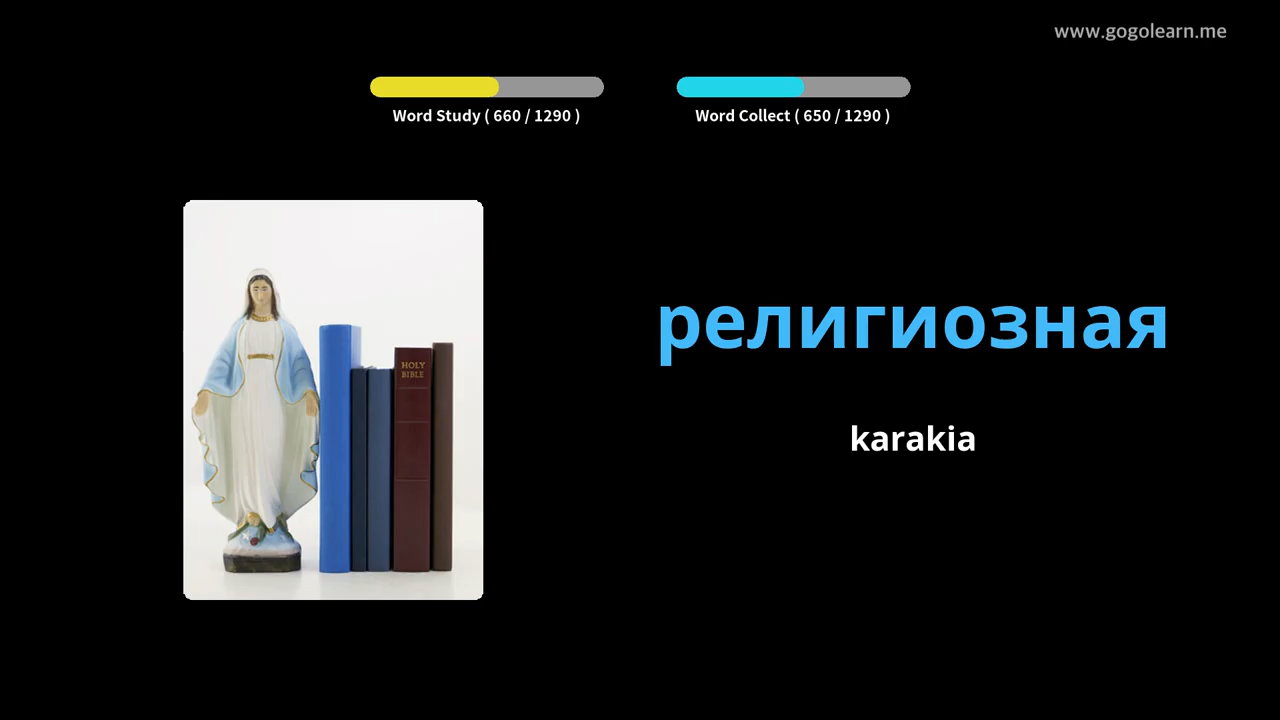 www.gogolearn.me
Word Study ( 660 / 1290 )
Word Collect ( 650 / 1290 )
HOLY
BIBLE
религиозная
karakia